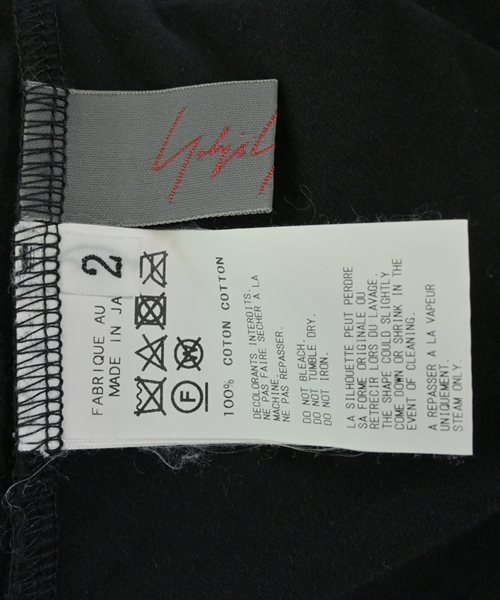 2
FABRIQUE AU
MADE IN JA
F
W
100% COTON COTTON
DECOLORANTS INTERDITS.
NE PAS FAIRE SECHER A LA
MACHINE.
NE PAS REPASSER.
DO NOT BLEACH.
DO NOT TUMBLE DRY.
DO NOT IRON.
LA SILHOUETTE PEUT PERDRE
SA FORME ORIGINALE OU
RETRECIR LORS DU LAVAGE.
THE SHAPE COULD SLIGHTLY
COME DOWN OR SHRINK IN THE
EVENT OF CLEANING.
A REPASSER A LA VAPEUR
UNIQUEMENT.
STEAM ONLY.